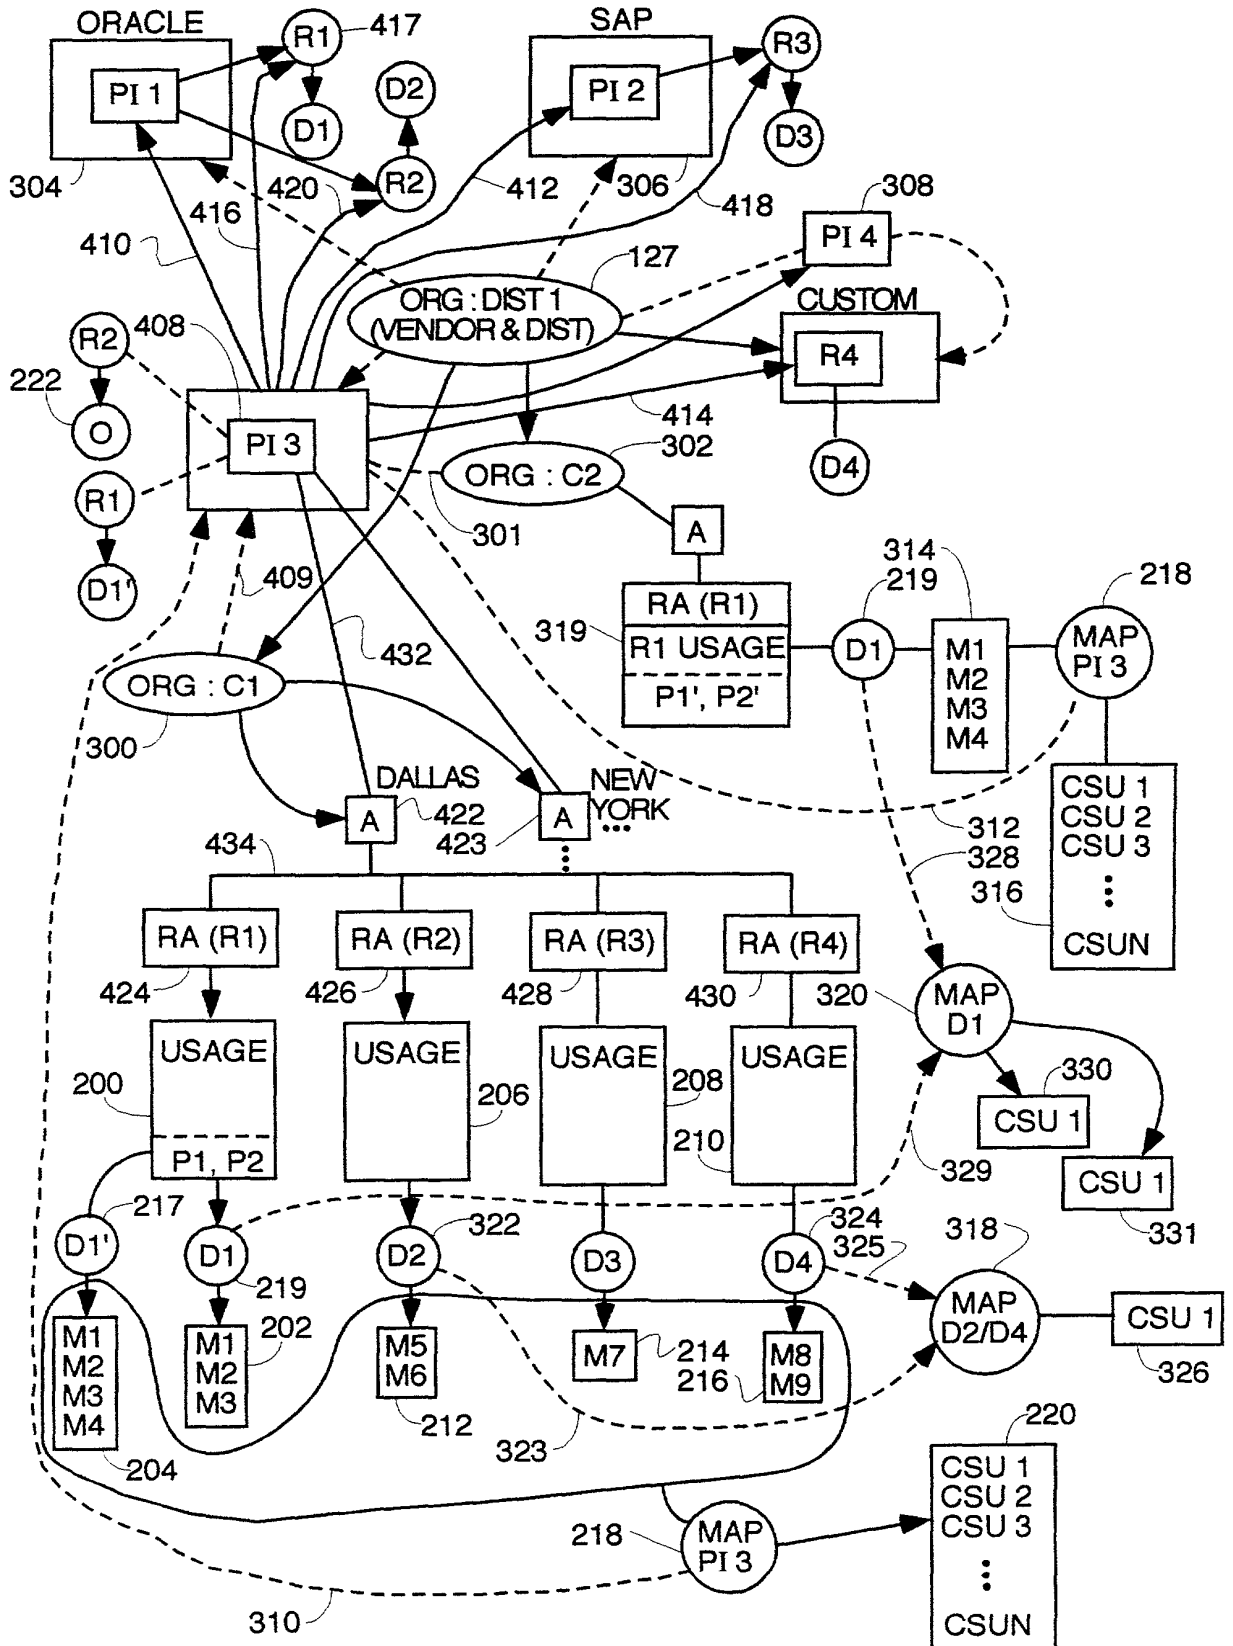 ORACLE
SAP
R1
417
R3
PI 1
D2
PI 2
D1
D3
304
R2
412
306
418
308
420
416
410
PI 4
127
ORG : DIST 1
(VENDOR & DIST)
CUSTOM
R2
408
R4
222
O
414
302
PI 3
ORG : C2
D4
R1
301
A
314
219
218
D1'
409
RA (R1)
319
R1 USAGE
P1', P2'
D1
M1
M2
M3
M4
MAP
PI 3
432
ORG : C1
300
DALLAS
NEW
YORK
...
A
422
423
A
CSU 1
CSU 2
CSU 3
⋮
CSUN
312
328
316
434
RA (R1)
RA (R2)
RA (R3)
RA (R4)
424
426
428
430
320
MAP
D1
USAGE
USAGE
USAGE
USAGE
200
206
208
210
330
CSU 1
P1, P2
329
CSU 1
331
217
322
324
325
318
D1'
D1
D2
D3
D4
219
MAP
D2/D4
CSU 1
326
M1
M2
M3
M4
M1
M2
M3
202
M5
M6
M7
214
216
M8
M9
212
204
323
220
CSU 1
CSU 2
CSU 3
⋮
CSUN
218
MAP
PI 3
310